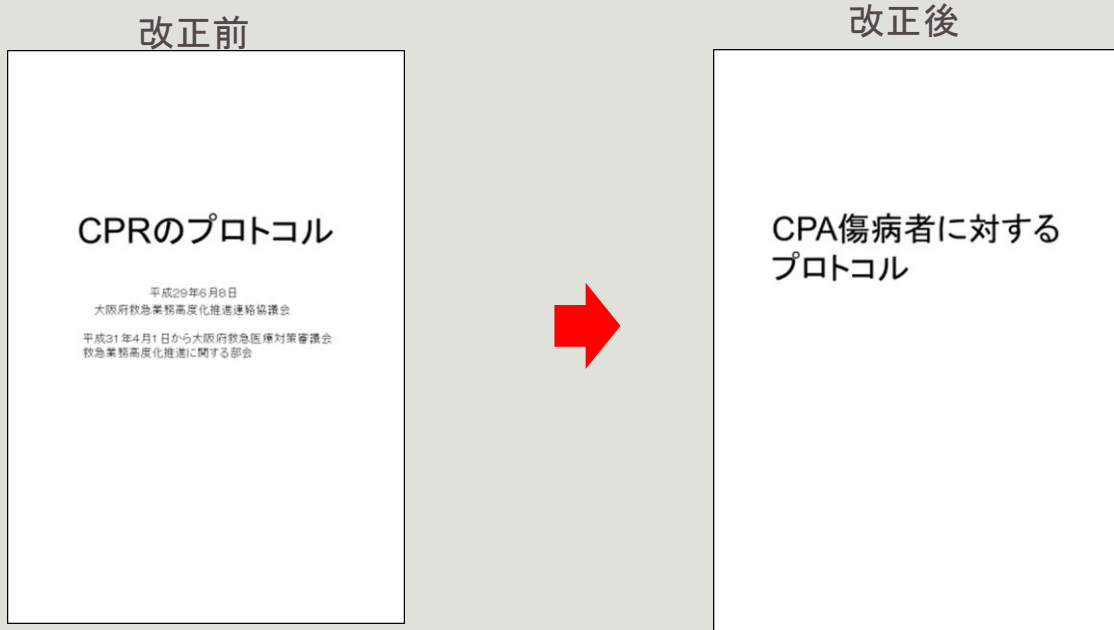 改正前
改正後
CPRのプロトコル
平成29年6月8日
大阪府救急業務高度化推進連絡協議会
平成31年4月1日から大阪府救急医療対策審議会
救急業務高度化推進に関する部会
CPA傷病者に対する
プロトコル